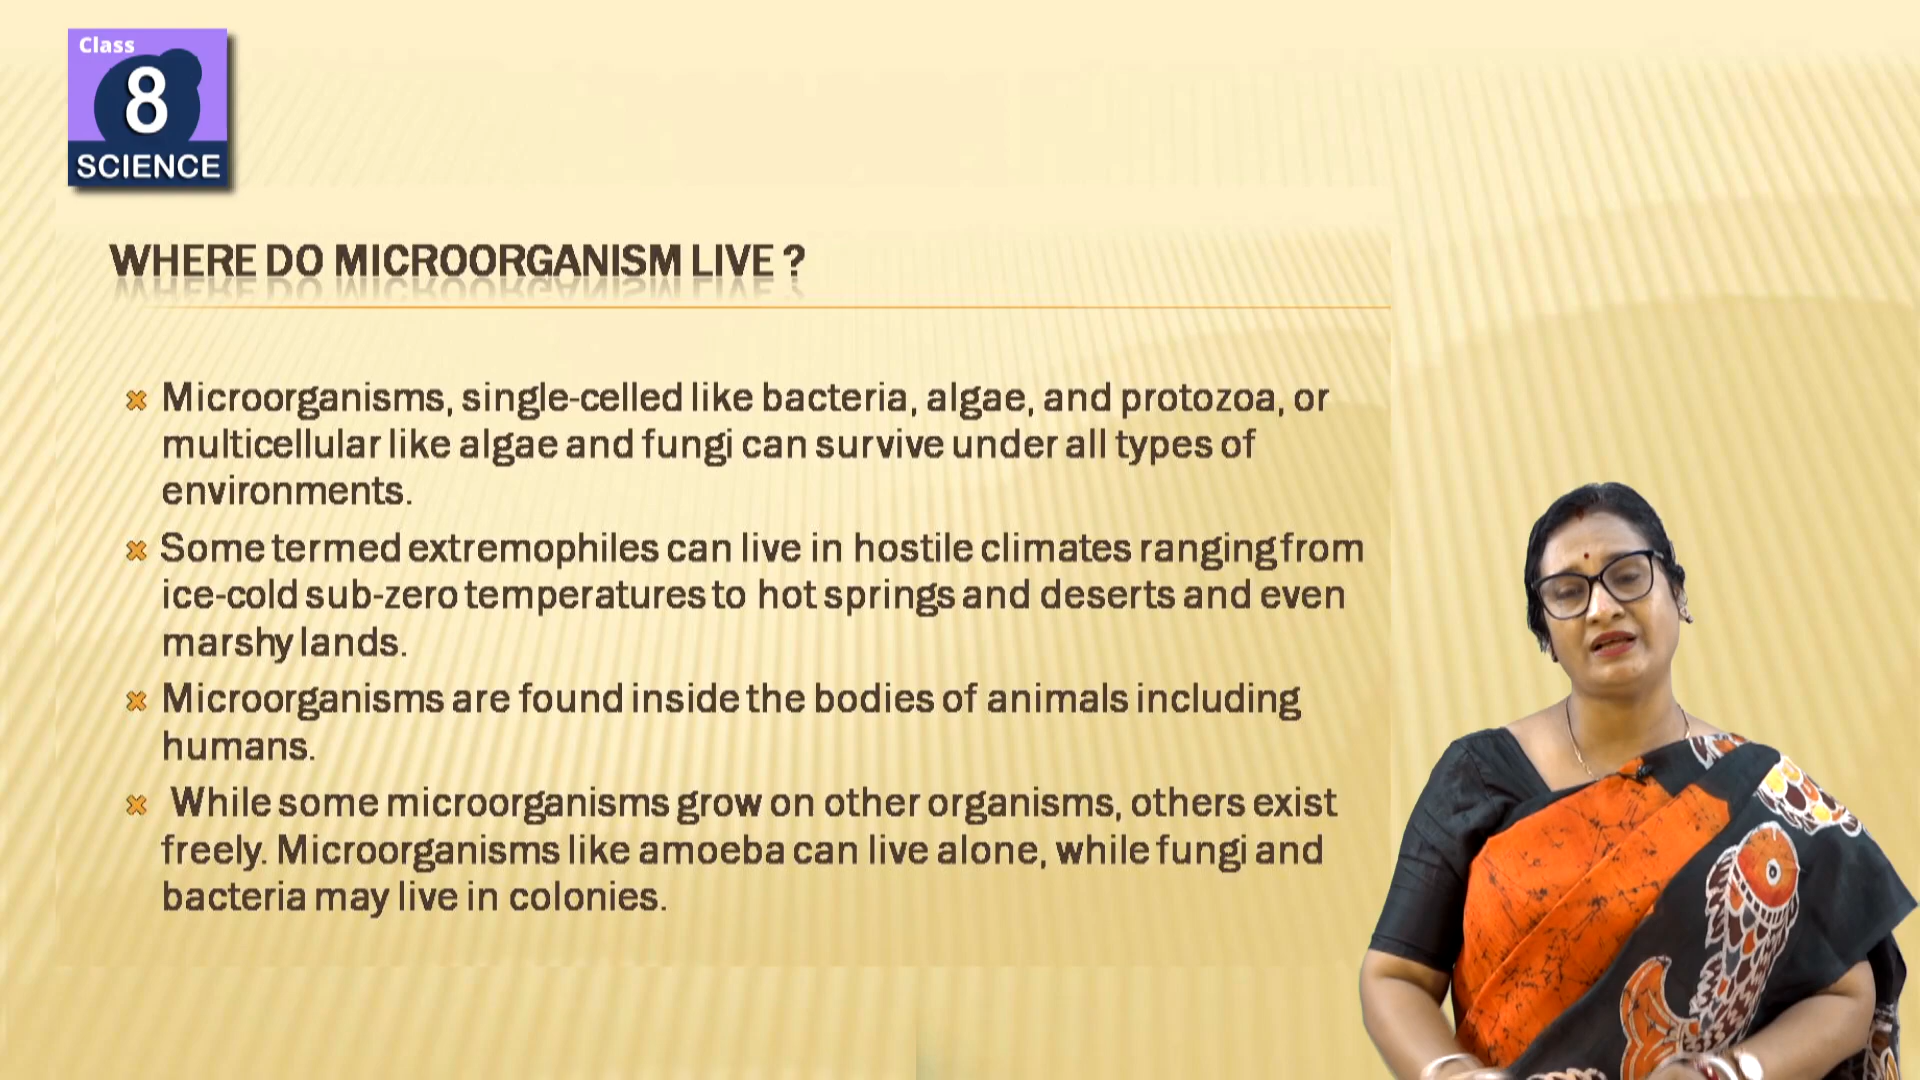 Class
8
SCIENCE
WHERE DO MICROORGANISM LIVE ?
Microorganisms, single-celled like bacteria, algae, and protozoa, or
multicellular like algae and fungi can survive under all types of
environments.
Some termed extremophiles can live in hostile climates ranging from
ice-cold sub-zero temperatures to hot springs and deserts and even
marshy lands.
Microorganisms are found inside the bodies of animals including
humans.
While some microorganisms grow on other organisms, others exist
freely. Microorganisms like amoeba can live alone, while fungi and
bacteria may live in colonies.